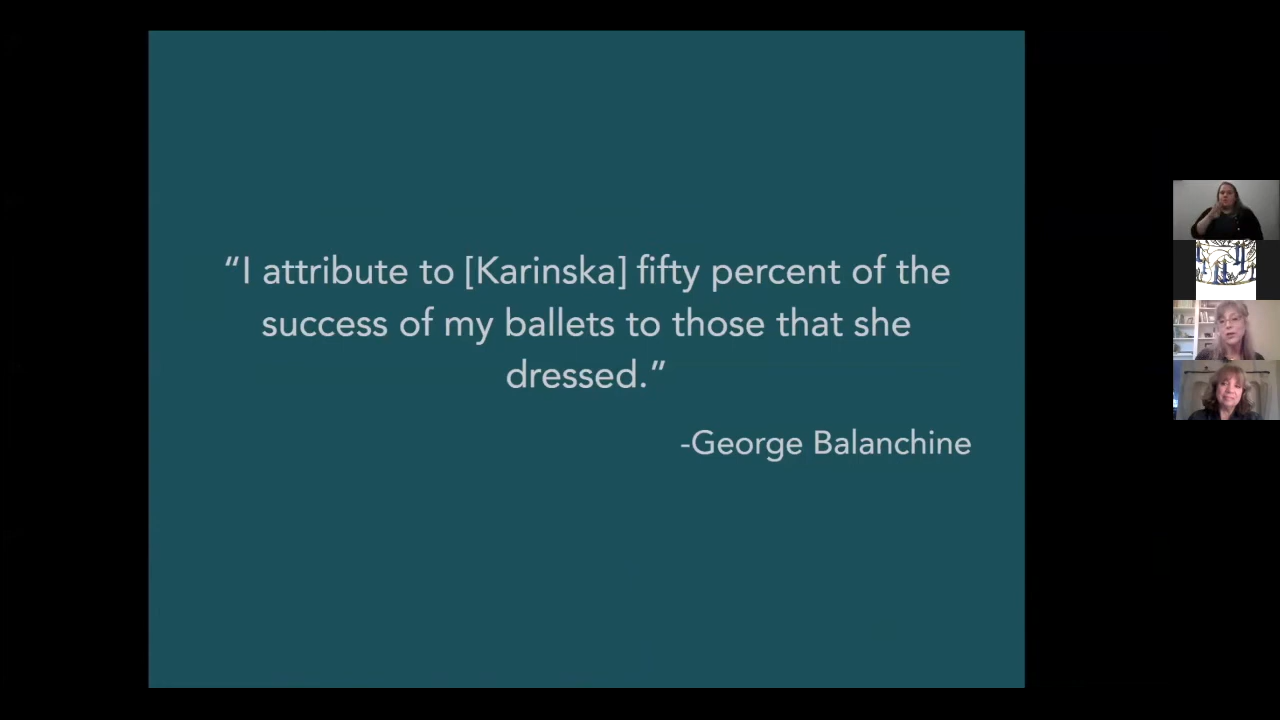 “I attribute to [Karinska] fifty percent of the
success of my ballets to those that she
dressed.”
-George Balanchine